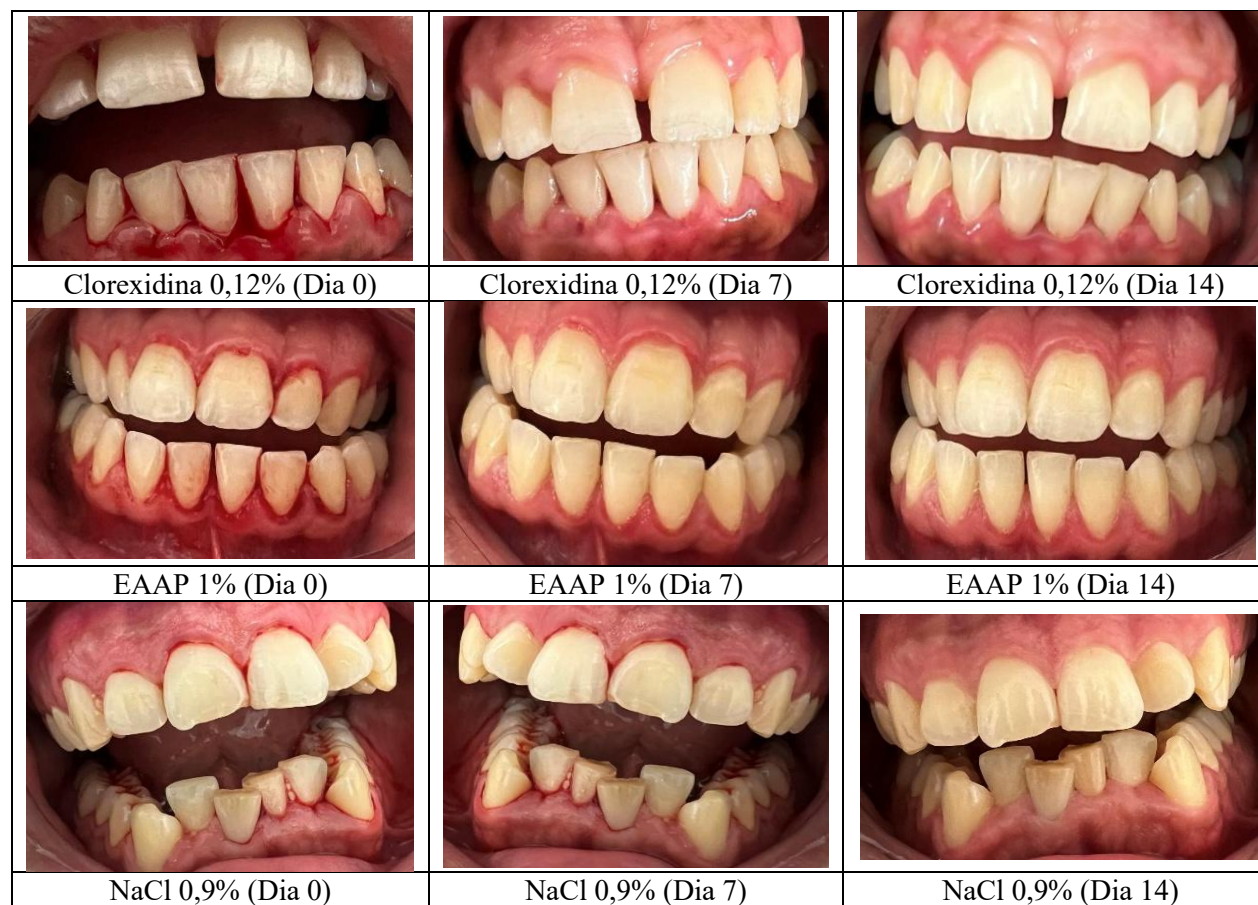 Clorexidina 0,12% (Dia 0)
Clorexidina 0,12% (Dia 7)
Clorexidina 0,12% (Dia 14)
EAAP 1% (Dia 0)
EAAP 1% (Dia 7)
EAAP 1% (Dia 14)
NaCl 0,9% (Dia 0)
NaCl 0,9% (Dia 7)
NaCl 0,9% (Dia 14)